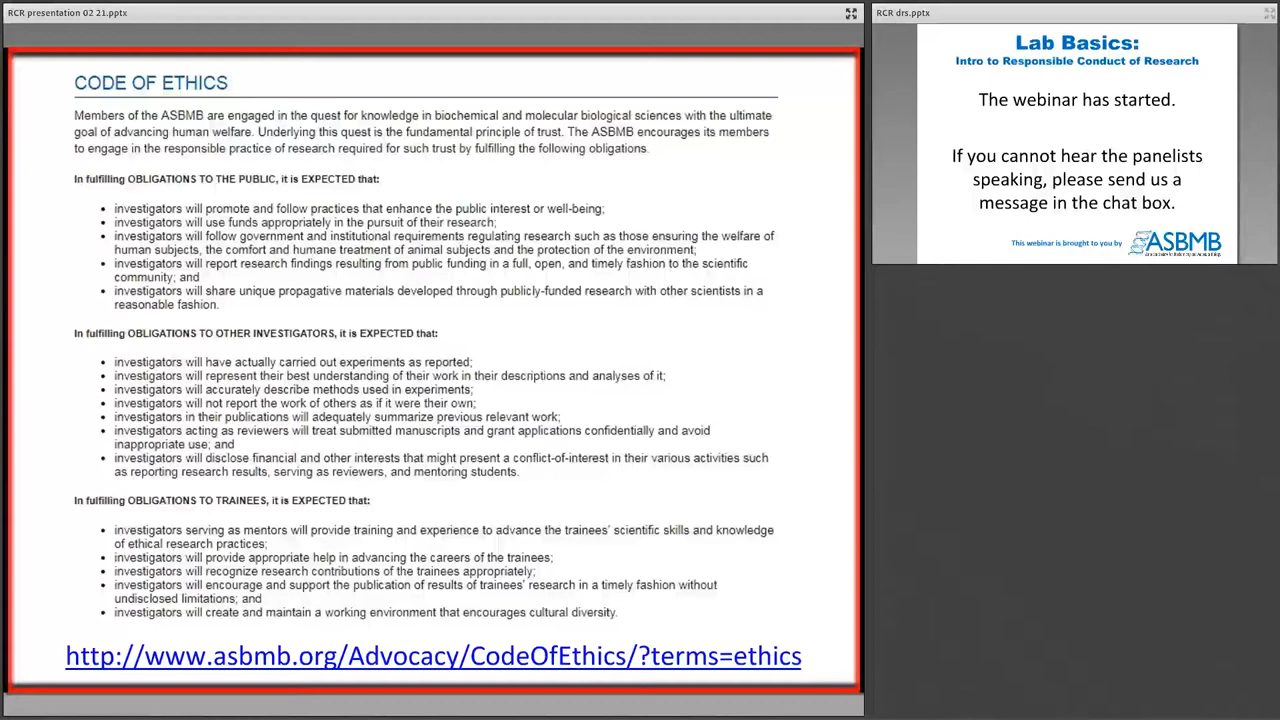 RCR presentation 02 21.pptx
CODE OF ETHICS
Members of the ASBMB are engaged in the quest for knowledge in biochemical and molecular biological sciences with the ultimate
goal of advancing human welfare. Underlying this quest is the fundamental principle of trust. The ASBMB encourages its members
to engage in the responsible practice of research required for such trust by fulfilling the following obligations.
In fulfilling OBLIGATIONS TO THE PUBLIC, it is EXPECTED that:
• investigators will promote and follow practices that enhance the public interest or well-being;
• investigators will use funds appropriately in the pursuit of their research;
• investigators will follow government and institutional requirements regulating research such as those ensuring the welfare of
human subjects, the comfort and humane treatment of animal subjects and the protection of the environment;
• investigators will report research findings resulting from public funding in a full, open, and timely fashion to the scientific
community; and
• investigators will share unique propagative materials developed through publicly-funded research with other scientists in a
reasonable fashion.
In fulfilling OBLIGATIONS TO OTHER INVESTIGATORS, it is EXPECTED that:
• investigators will have actually carried out experiments as reported;
• investigators will represent their best understanding of their work in their descriptions and analyses of it;
• investigators will accurately describe methods used in experiments;
• investigators will not report the work of others as if it were their own;
• investigators in their publications will adequately summarize previous relevant work;
• investigators acting as reviewers will treat submitted manuscripts and grant applications confidentially and avoid
inappropriate use; and
• investigators will disclose financial and other interests that might present a conflict-of-interest in their various activities such
as reporting research results, serving as reviewers, and mentoring students.
In fulfilling OBLIGATIONS TO TRAINEES, it is EXPECTED that:
• investigators serving as mentors will provide training and experience to advance the trainees' scientific skills and knowledge
of ethical research practices;
• investigators will provide appropriate help in advancing the careers of the trainees;
• investigators will recognize research contributions of the trainees appropriately;
• investigators will encourage and support the publication of results of trainees' research in a timely fashion without
undisclosed limitations; and
• investigators will create and maintain a working environment that encourages cultural diversity.
http://www.asbmb.org/Advocacy/CodeOfEthics/?terms=ethics
RCR drs.pptx
Lab Basics:
Intro to Responsible Conduct of Research
The webinar has started.
If you cannot hear the panelists
speaking, please send us a
message in the chat box.
This webinar is brought to you by
ASBMB